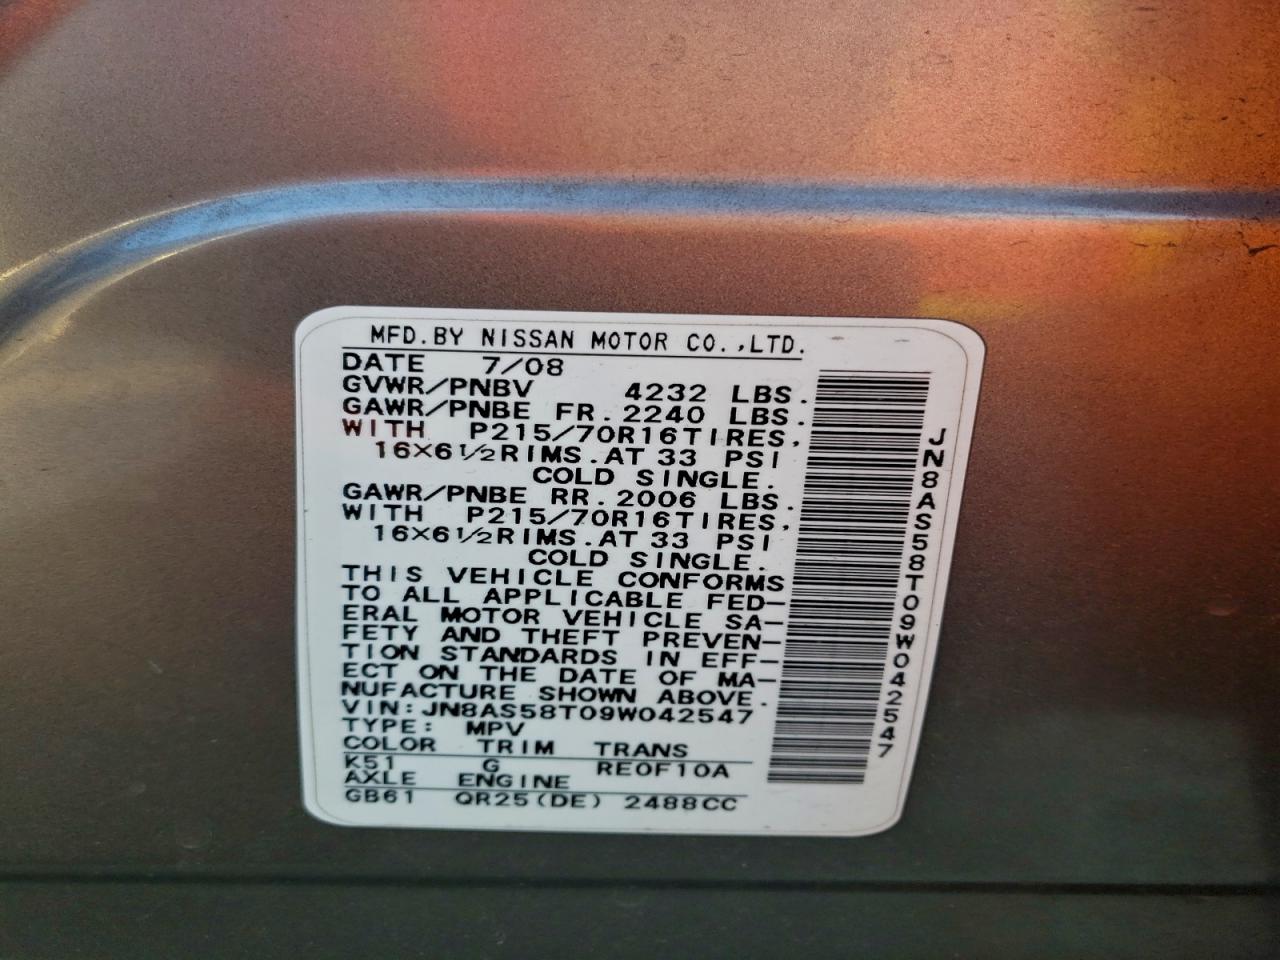 MFD.BY NISSAN MOTOR CO.,LTD.
DATE 7/08
GVWR/PNBV 4232 LBS.
GAWR/PNBE FR.2240 LBS.
WITH P215/70R16TIRES.
16X6 1/2RIMS.AT 33 PSI
COLD SINGLE.
GAWR/PNBE RR.2006 LBS.
WITH P215/70R16TIRES.
16X6 1/2RIMS.AT 33 PSI
COLD SINGLE.
THIS VEHICLE CONFORMS
TO ALL APPLICABLE FED-
ERAL MOTOR VEHICLE SA-
FETY AND THEFT PREVEN-
TION STANDARDS IN EFF-
ECT ON THE DATE OF MA-
NUFACTURE SHOWN ABOVE.
VIN:JN8AS58T09W042547
TYPE: MPV
COLOR TRIM TRANS
K51 G RE0F10A
AXLE ENGINE
GB61 QR25(DE) 2488CC
JN8AS58T09W042547